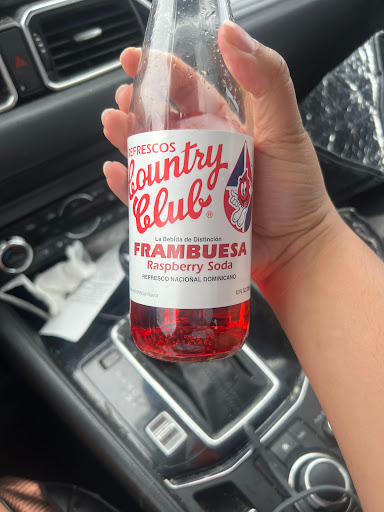 REFRESCOS
Country
Club®
La Bebida de Distinción
FRAMBUESA
Raspberry Soda
REFRESCO NACIONAL DOMINICANO